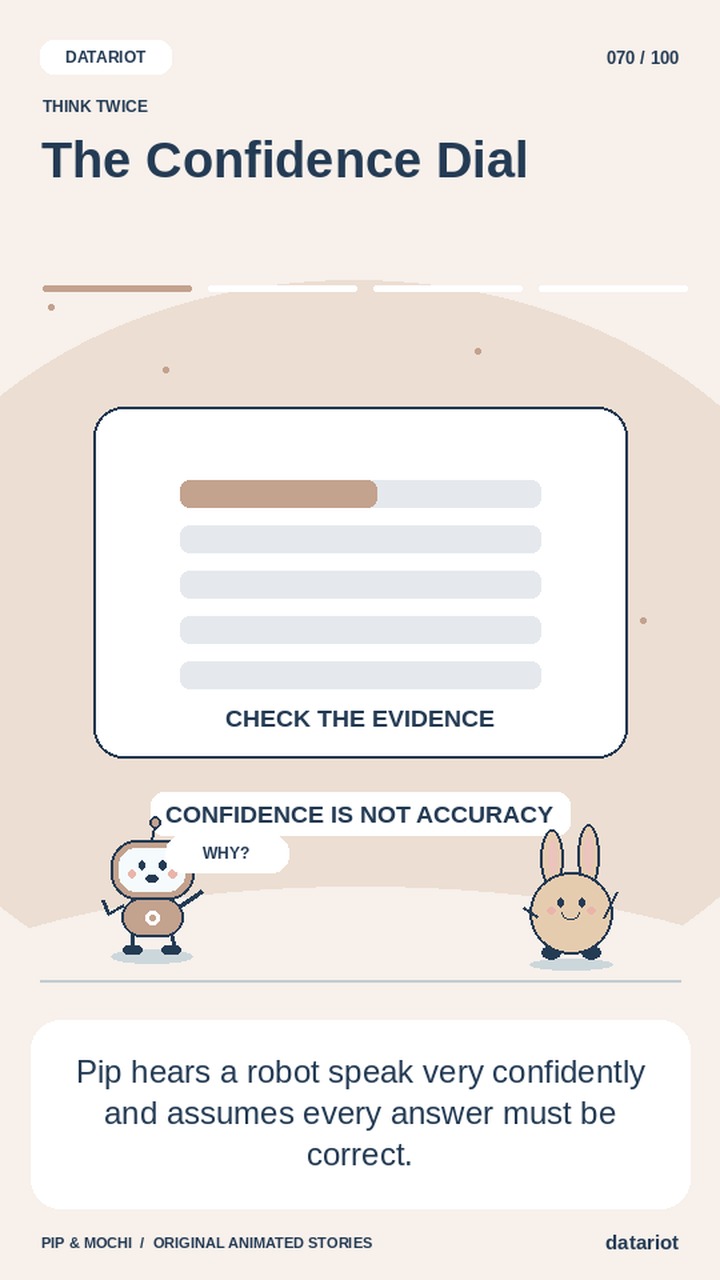 DATARIOT
070 / 100
THINK TWICE
The Confidence Dial
CHECK THE EVIDENCE
CONFIDENCE IS NOT ACCURACY
WHY?
Pip hears a robot speak very confidently
and assumes every answer must be
correct.
PIP & MOCHI / ORIGINAL ANIMATED STORIES
datariot